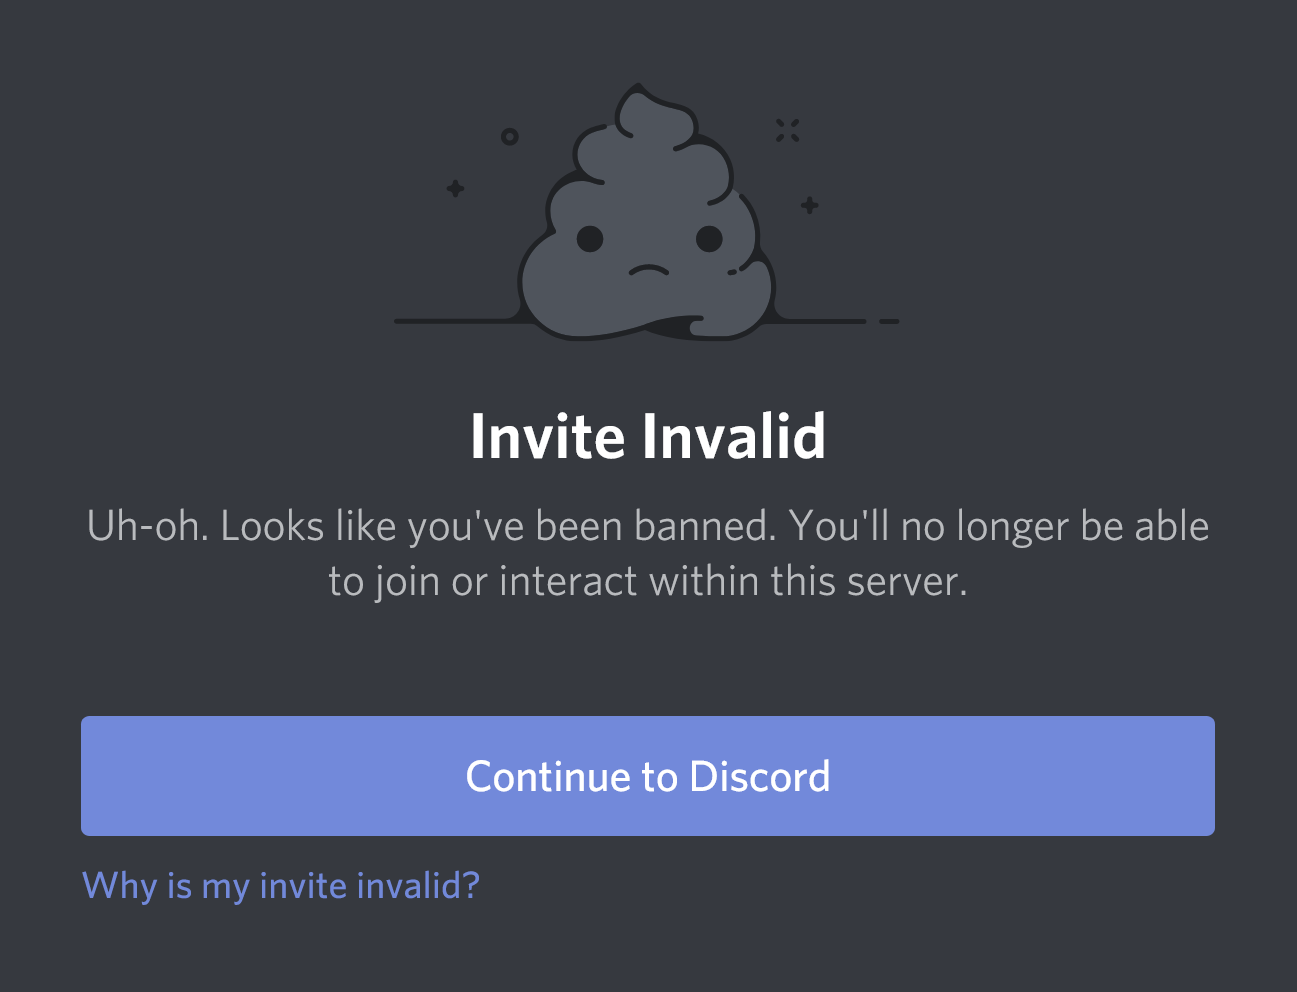 Invite Invalid
Uh-oh. Looks like you've been banned. You'll no longer be able
to join or interact within this server.
Continue to Discord
Why is my invite invalid?